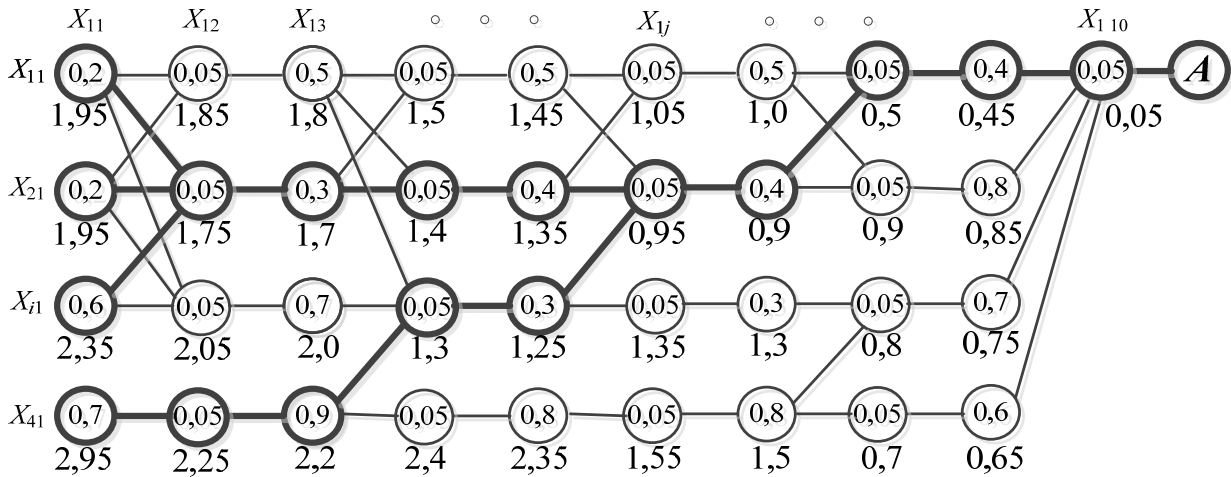 X11 X12 X13 X1j X1 10
X11 0,2 0,05 0,5 0,05 0,5 0,05 0,5 0,05 0,4 0,05 A
1,95 1,85 1,8 1,5 1,45 1,05 1,0 0,5 0,45 0,05
X21 0,2 0,05 0,3 0,05 0,4 0,05 0,4 0,05 0,8
1,95 1,75 1,7 1,4 1,35 0,95 0,9 0,9 0,85
Xi1 0,6 0,05 0,7 0,05 0,3 0,05 0,3 0,05 0,7
2,35 2,05 2,0 1,3 1,25 1,35 1,3 0,8 0,75
X41 0,7 0,05 0,9 0,05 0,8 0,05 0,8 0,05 0,6
2,95 2,25 2,2 2,4 2,35 1,55 1,5 0,7 0,65